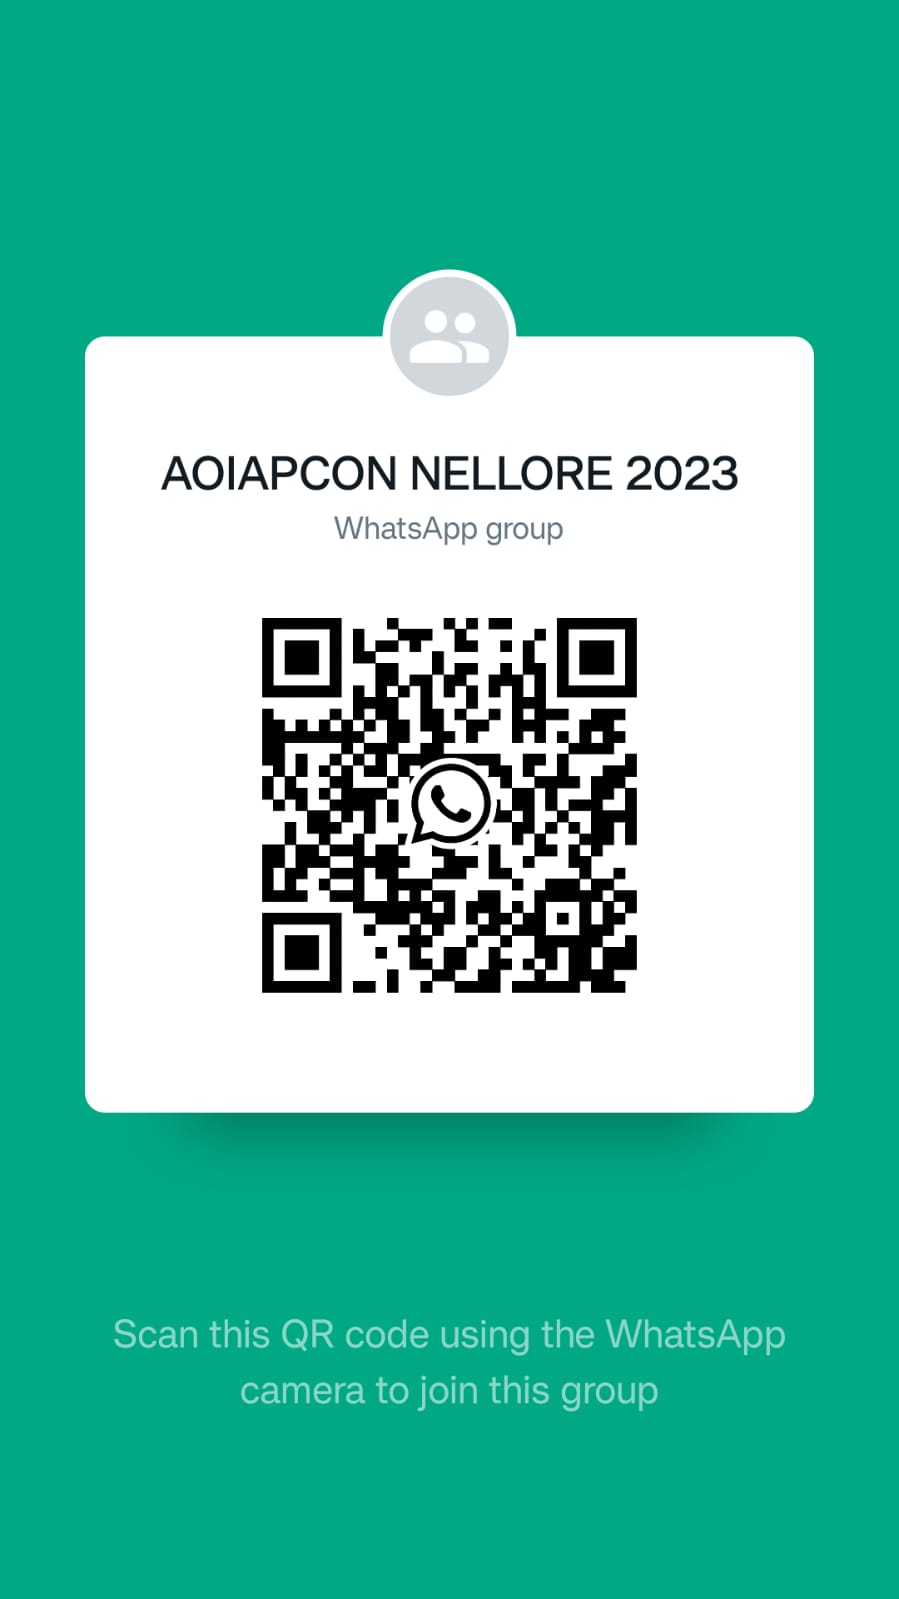 AOIAPCON NELLORE 2023
WhatsApp group
Scan this QR code using the WhatsApp
camera to join this group